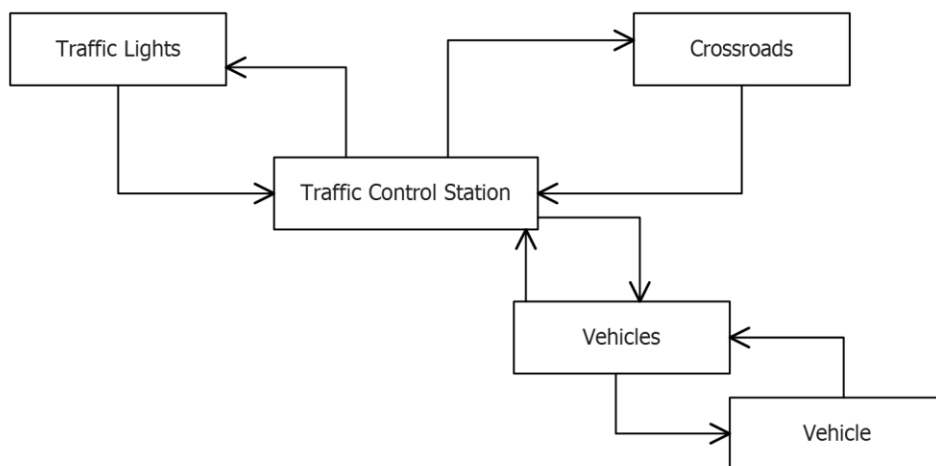 Traffic Lights
Crossroads
Traffic Control Station
Vehicles
Vehicle